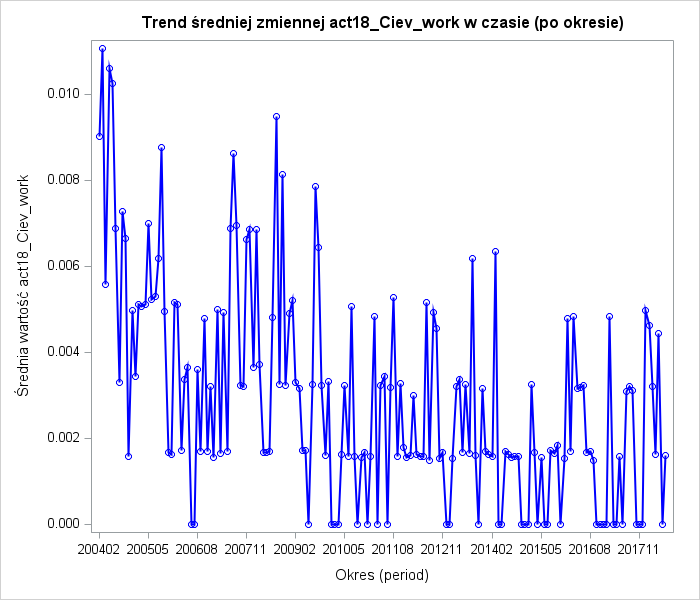 Trend średniej zmiennej act18_Ciev_work w czasie (po okresie)
Średnia wartość act18_Ciev_work
0.010
0.008
0.006
0.004
0.002
0.000
200402 200505 200608 200711 200902 201005 201108 201211 201402 201505 201608 201711
Okres (period)